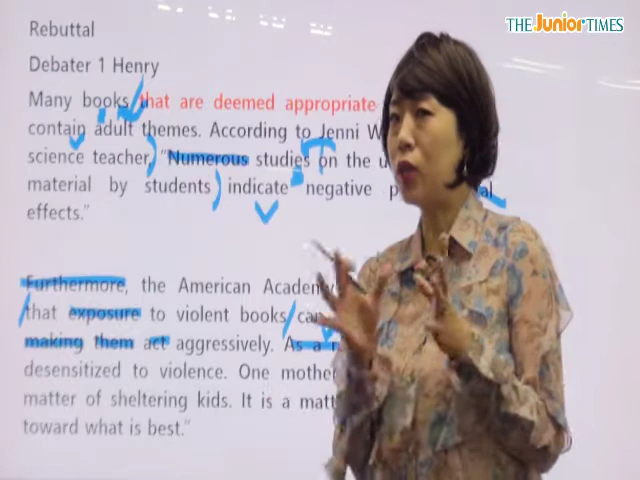 THE Junior TIMES
Rebuttal
Debater 1 Henry
Many books that are deemed appropriate
contain adult themes. According to Jenni
science teacher, "Numerous studies on the
material by students indicate negative
effects."
Furthermore, the American Academy
that exposure to violent books
making them act aggressively. As a
desensitized to violence. One mother
matter of sheltering kids. It is a
toward what is best."